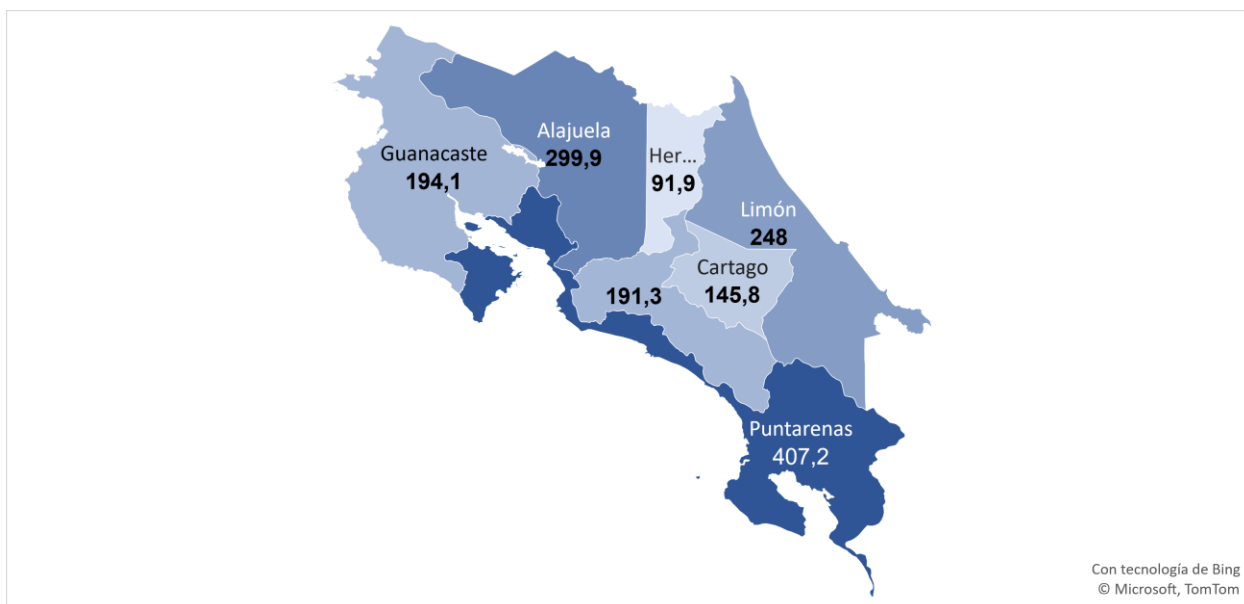 Alajuela
299,9
Guanacaste
194,1
Her...
91,9
Limón
248
Cartago
145,8
191,3
Puntarenas
407,2
Con tecnología de Bing
© Microsoft, TomTom